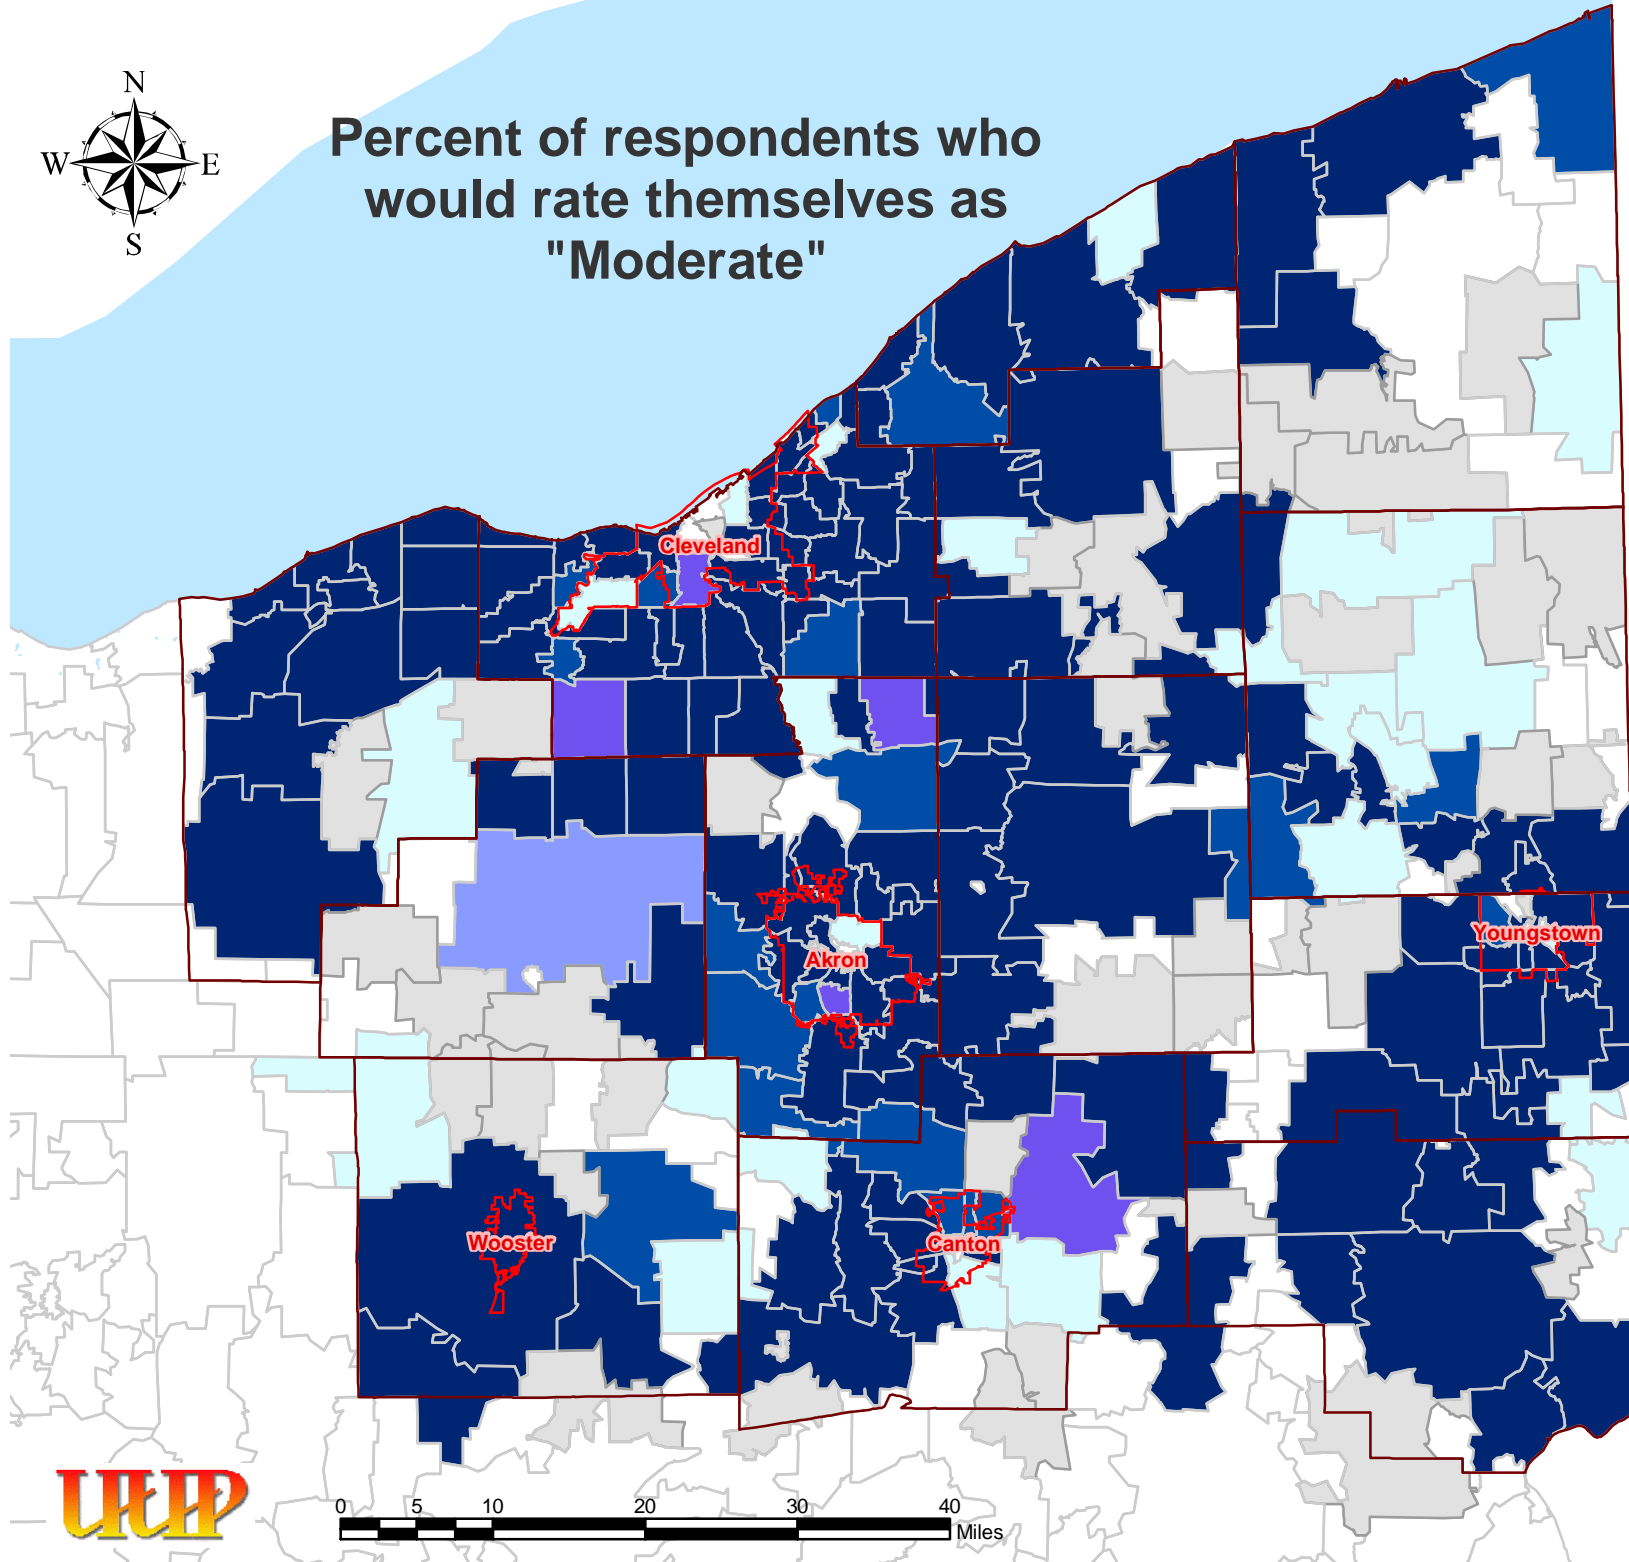 N
W E
S
Percent of respondents who
would rate themselves as
"Moderate"
Cleveland
Akron
Youngstown
Wooster
Canton
UUP
0 5 10 20 30 40
Miles